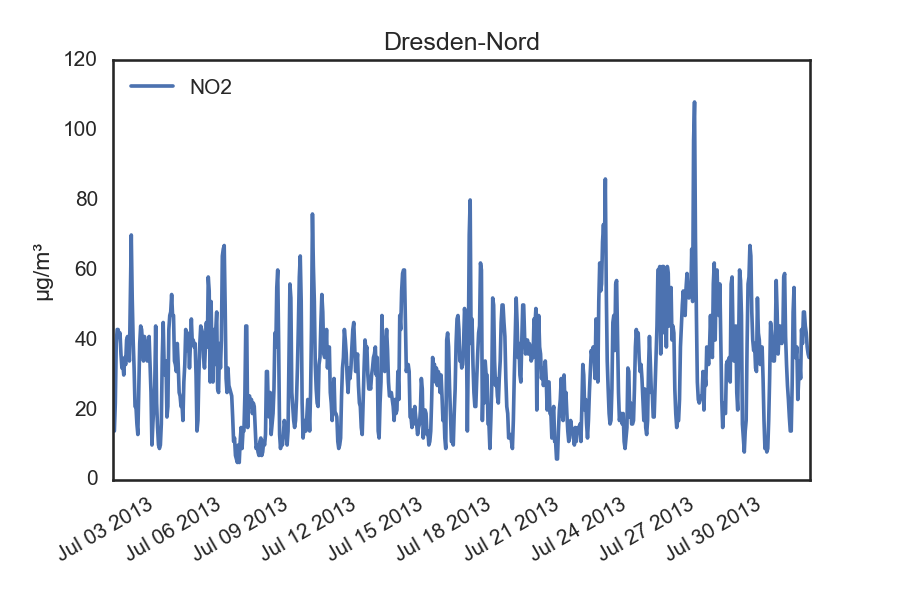 Dresden-Nord
120
100
80
60
40
20
0
µg/m³
NO2
Jul 03 2013
Jul 06 2013
Jul 09 2013
Jul 12 2013
Jul 15 2013
Jul 18 2013
Jul 21 2013
Jul 24 2013
Jul 27 2013
Jul 30 2013